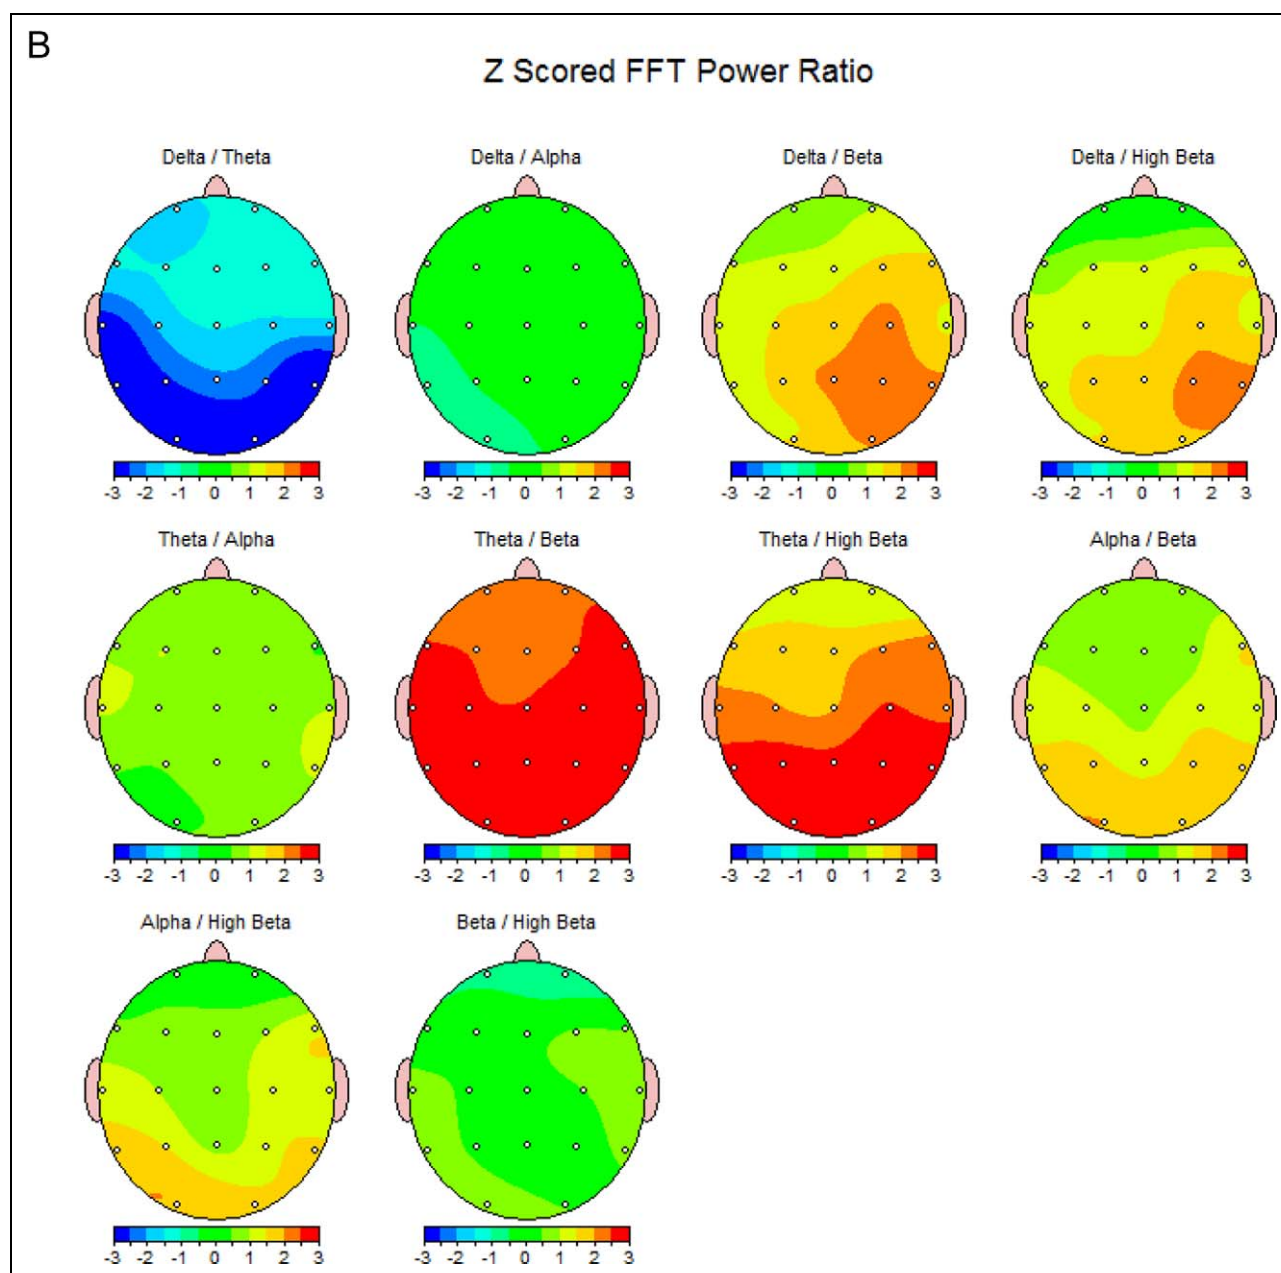 B
Z Scored FFT Power Ratio
Delta / Theta Delta / Alpha Delta / Beta Delta / High Beta
-3 -2 -1 0 1 2 3 -3 -2 -1 0 1 2 3 -3 -2 -1 0 1 2 3 -3 -2 -1 0 1 2 3
Theta / Alpha Theta / Beta Theta / High Beta Alpha / Beta
-3 -2 -1 0 1 2 3 -3 -2 -1 0 1 2 3 -3 -2 -1 0 1 2 3 -3 -2 -1 0 1 2 3
Alpha / High Beta Beta / High Beta
-3 -2 -1 0 1 2 3 -3 -2 -1 0 1 2 3